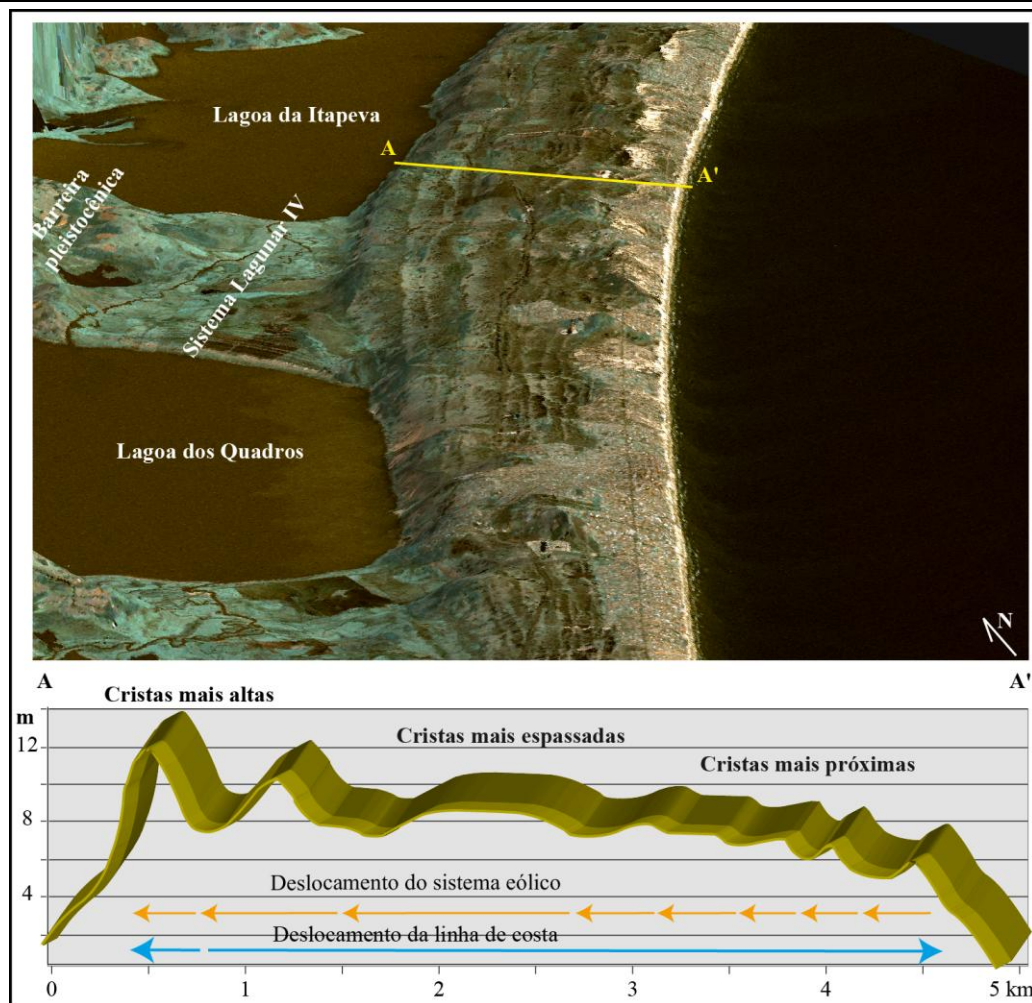 Lagoa da Itapeva
A
A'
Barreira
pleistocênica
Sistema Lagunar IV
Lagoa dos Quadros
N
A
A'
Cristas mais altas
m
Cristas mais espassadas
12
Cristas mais próximas
8
4
Deslocamento do sistema eólico
Deslocamento da linha de costa
0
1
2
3
4
5 km